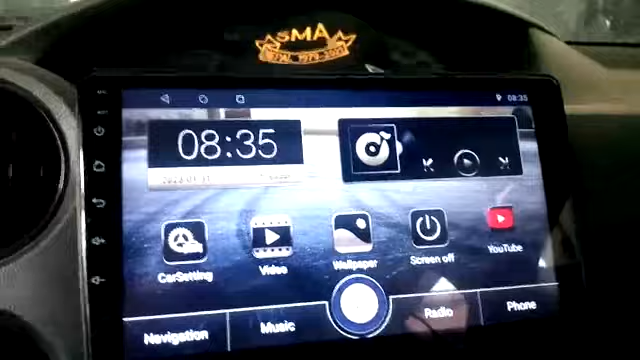 SMA
08:35
08:35
CarSetting
Video
Wallpaper
Screen off
YouTube
Navigation
Music
Radio
Phone